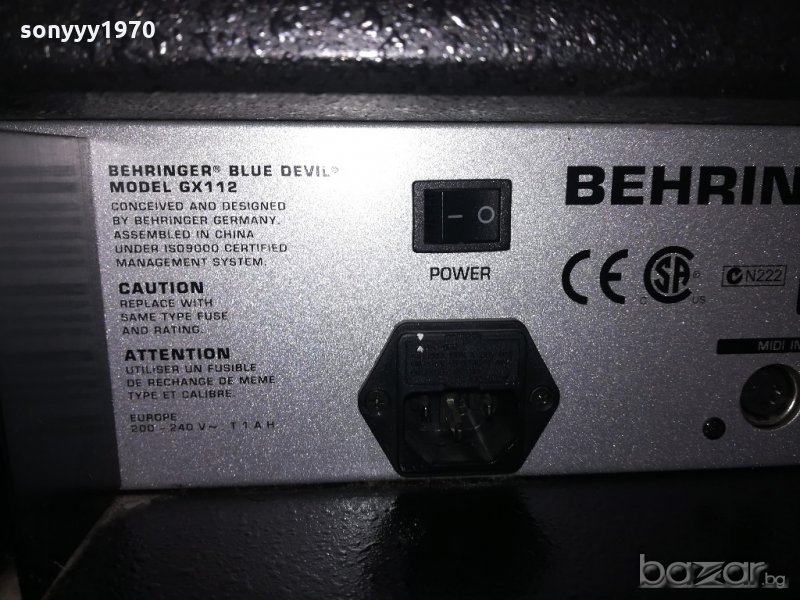 sonyyy1970
BEHRINGER® BLUE DEVIL®
MODEL GX112
CONCEIVED AND DESIGNED
BY BEHRINGER GERMANY.
ASSEMBLED IN CHINA
UNDER ISO9000 CERTIFIED
MANAGEMENT SYSTEM.
CAUTION
REPLACE WITH
SAME TYPE FUSE
AND RATING.
ATTENTION
UTILISER UN FUSIBLE
DE RECHANGE DE MEME
TYPE ET CALIBRE.
EUROPE
200 - 240 V~ T 1 A H
POWER
BEHRIN
CE
C SA P
C US
N222
MIDI IN
bazar.bg